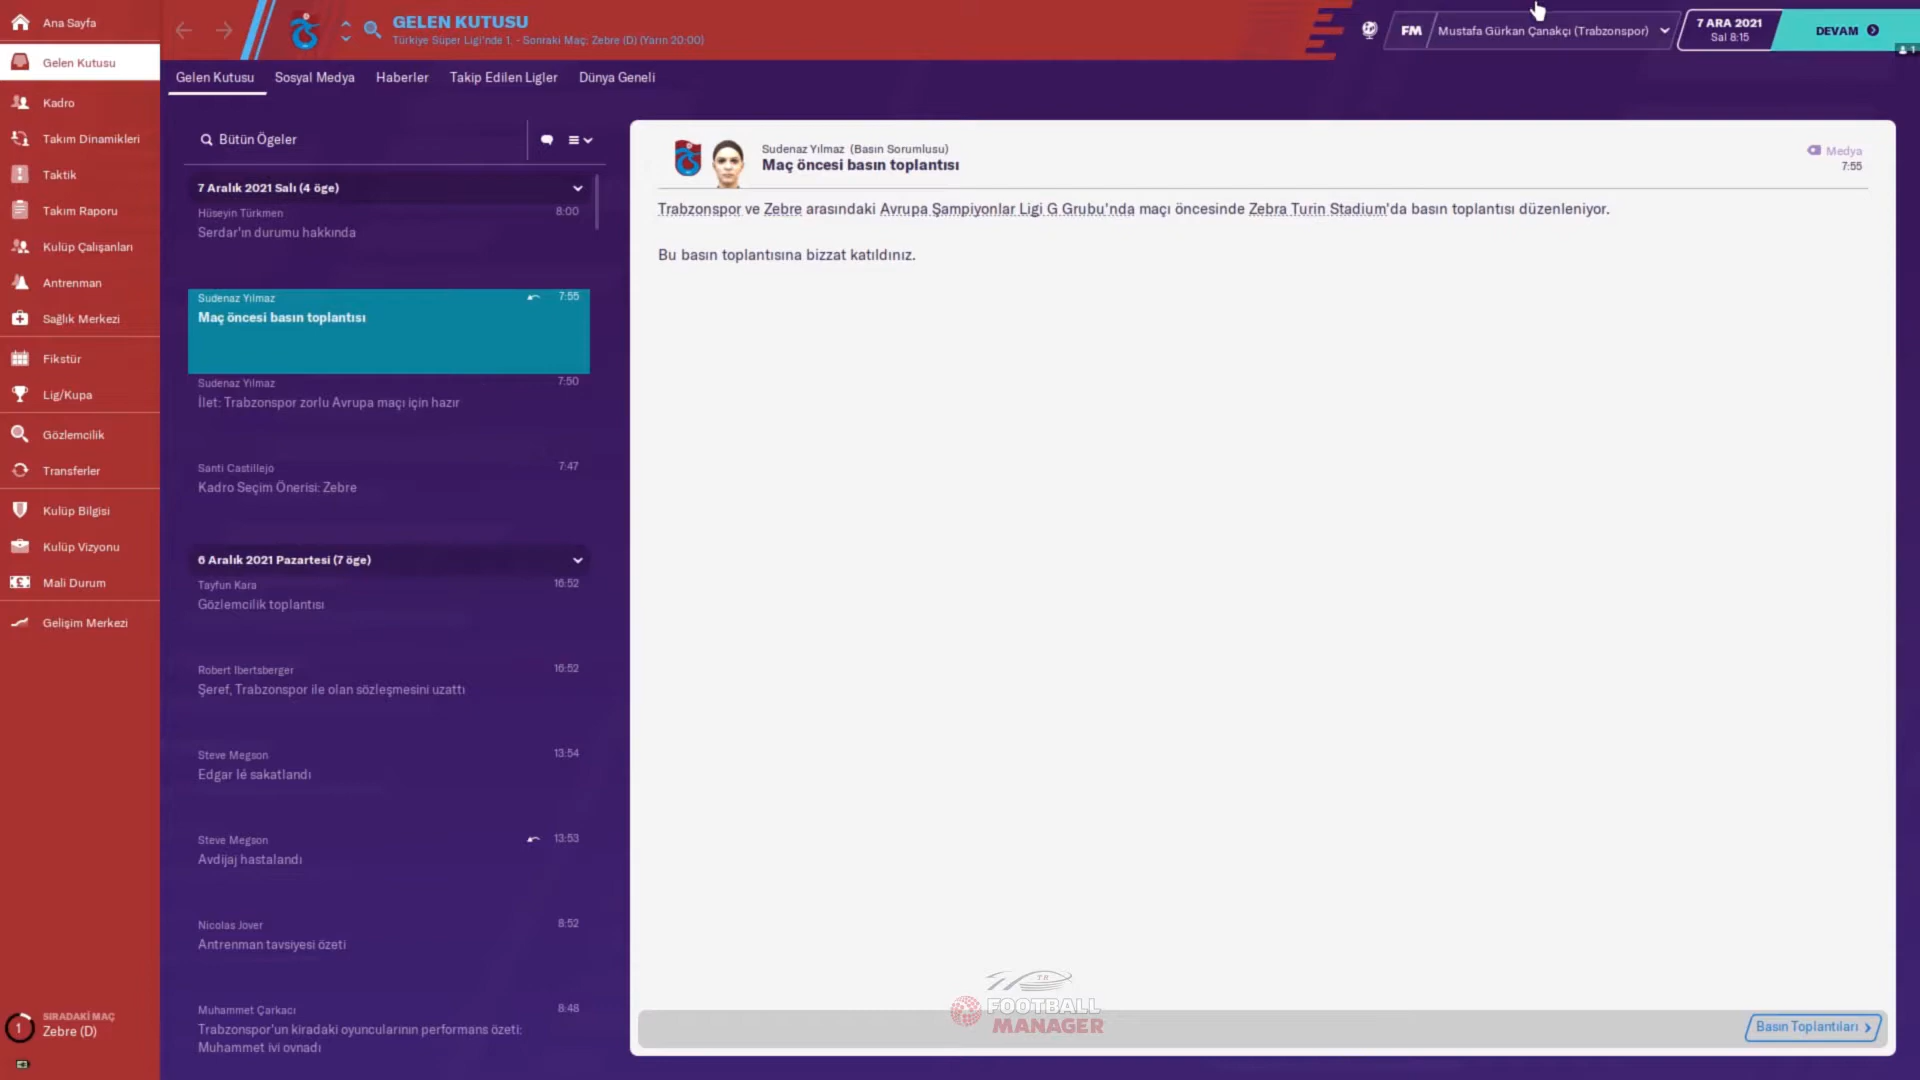 Ana Sayfa
Gelen Kutusu
Kadro
Takım Dinamikleri
Taktik
Takım Raporu
Kulüp Çalışanları
Antrenman
Sağlık Merkezi
Fikstür
Lig/Kupa
Gözlemcilik
Transferler
Kulüp Bilgisi
Kulüp Vizyonu
Mali Durum
Gelişim Merkezi
1
SIRADAKİ MAÇ
Zebre (D)
GELEN KUTUSU
Türkiye Süper Ligi'nde 1. - Sonraki Maç: Zebre (D) (Yarın 20:00)
FM
Mustafa Gürkan Çanakçı (Trabzonspor)
7 ARA 2021
Sal 8:15
DEVAM
1
Gelen Kutusu
Sosyal Medya
Haberler
Takip Edilen Ligler
Dünya Geneli
Bütün Ögeler
7 Aralık 2021 Salı (4 öge)
Hüseyin Türkmen 8:00
Serdar'ın durumu hakkında
Sudenaz Yılmaz 7:55
Maç öncesi basın toplantısı
Sudenaz Yılmaz 7:50
İlet: Trabzonspor zorlu Avrupa maçı için hazır
Santi Castillejo 7:47
Kadro Seçim Önerisi: Zebre
6 Aralık 2021 Pazartesi (7 öge)
Tayfun Kara 16:52
Gözlemcilik toplantısı
Robert Ibertsberger 16:52
Şeref, Trabzonspor ile olan sözleşmesini uzattı
Steve Megson 13:54
Edgar Ié sakatlandı
Steve Megson 13:53
Avdijaj hastalandı
Nicolas Jover 8:52
Antrenman tavsiyesi özeti
Muhammet Çarkacı 8:48
Trabzonspor'un kiradaki oyuncularının performans özeti:
Muhammet iyi oynadı
Sudenaz Yılmaz (Basın Sorumlusu)
Maç öncesi basın toplantısı
Medya
7:55
Trabzonspor ve Zebre arasındaki Avrupa Şampiyonlar Ligi G Grubu'nda maçı öncesinde Zebra Turin Stadium'da basın toplantısı düzenleniyor.
Bu basın toplantısına bizzat katıldınız.
TR
FOOTBALL
MANAGER
Basın Toplantıları